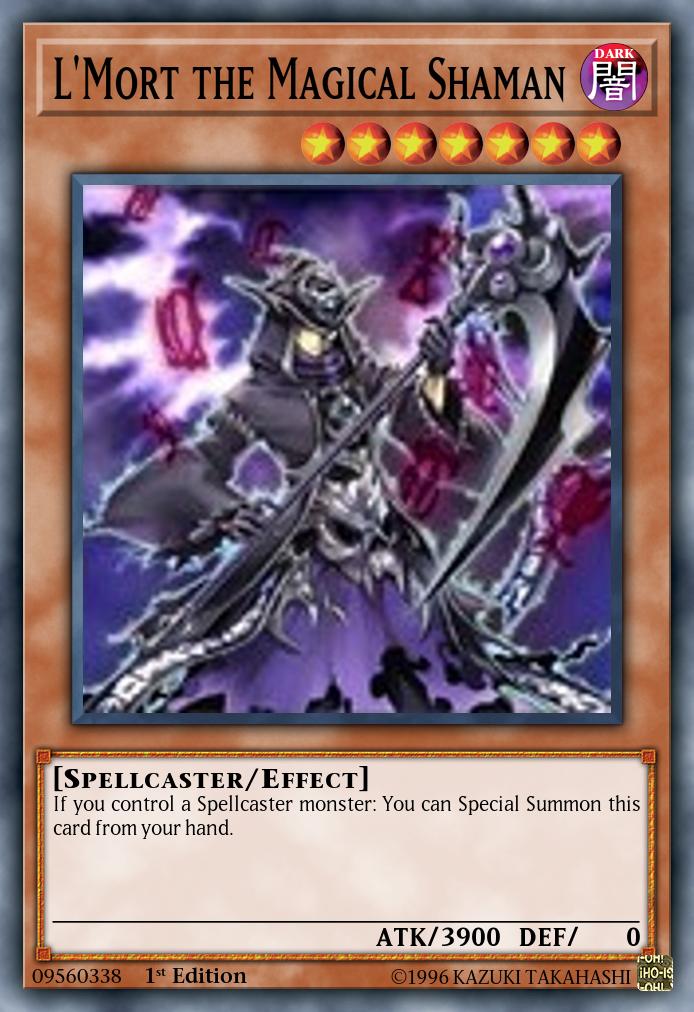 L'MORT THE MAGICAL SHAMAN
DARK
闇
[SPELLCASTER/EFFECT]
If you control a Spellcaster monster: You can Special Summon this
card from your hand.
ATK/3900 DEF/ 0
09560338 1st Edition ©1996 KAZUKI TAKAHASHI